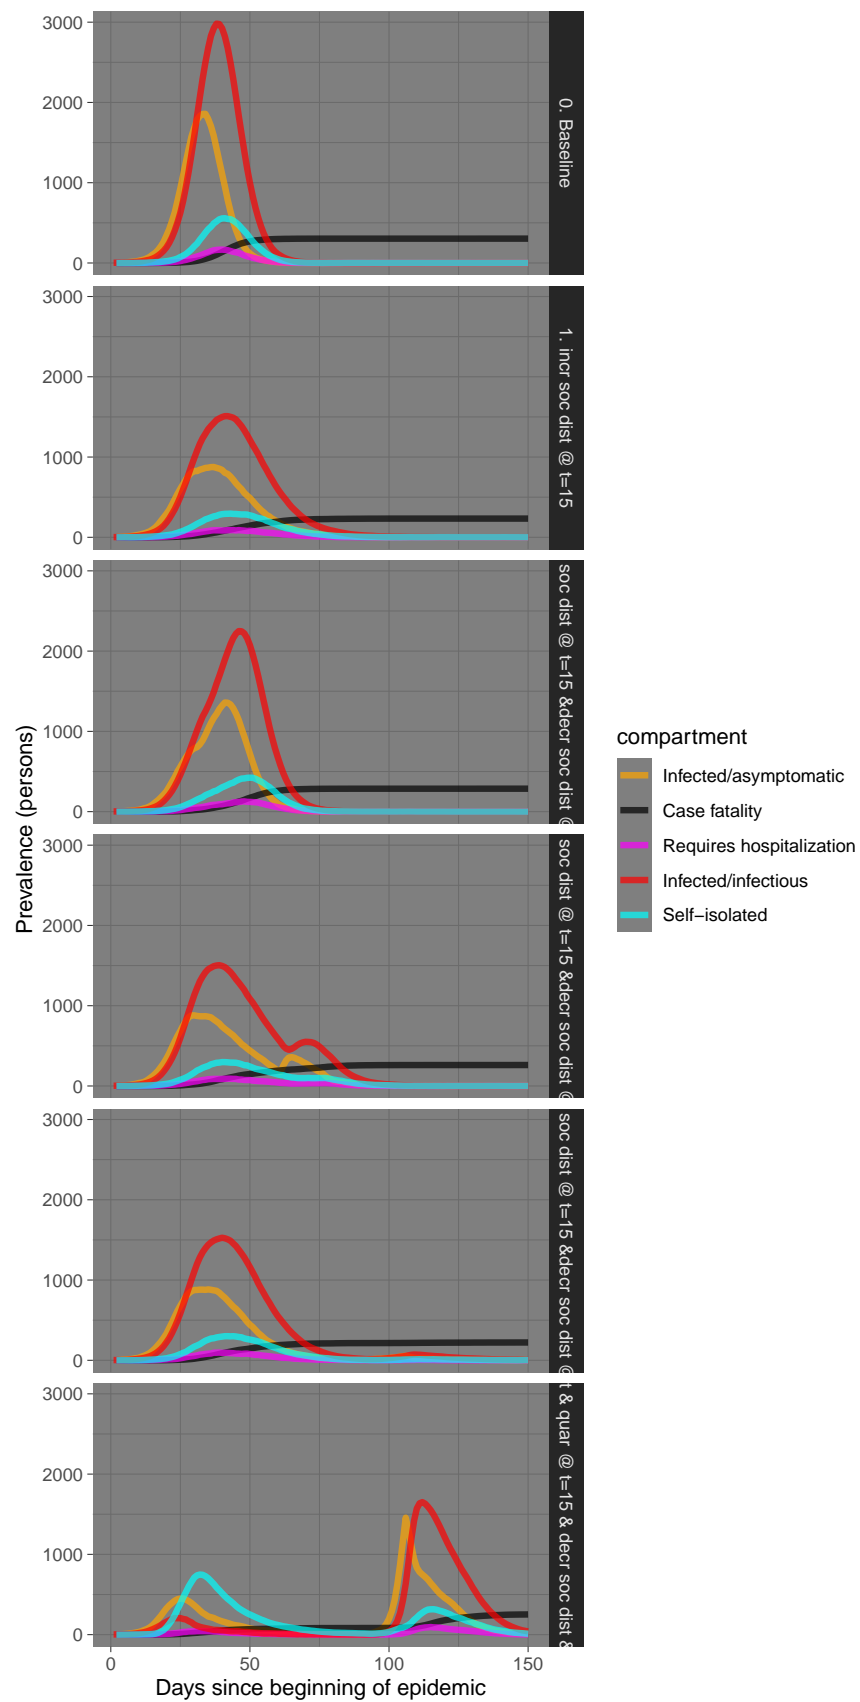 3000
2000
1000
0
0. Baseline
3000
2000
1000
0
1. incr soc dist @ t=15
3000
2000
1000
0
soc dist @ t=15 &decr soc dist @
3000
2000
1000
0
soc dist @ t=15 &decr soc dist @
3000
2000
1000
0
soc dist @ t=15 &decr soc dist @
3000
2000
1000
0
t & quar @ t=15 & decr soc dist &
0
50
100
150
Days since beginning of epidemic
Prevalence (persons)
compartment
Infected/asymptomatic
Case fatality
Requires hospitalization
Infected/infectious
Self−isolated